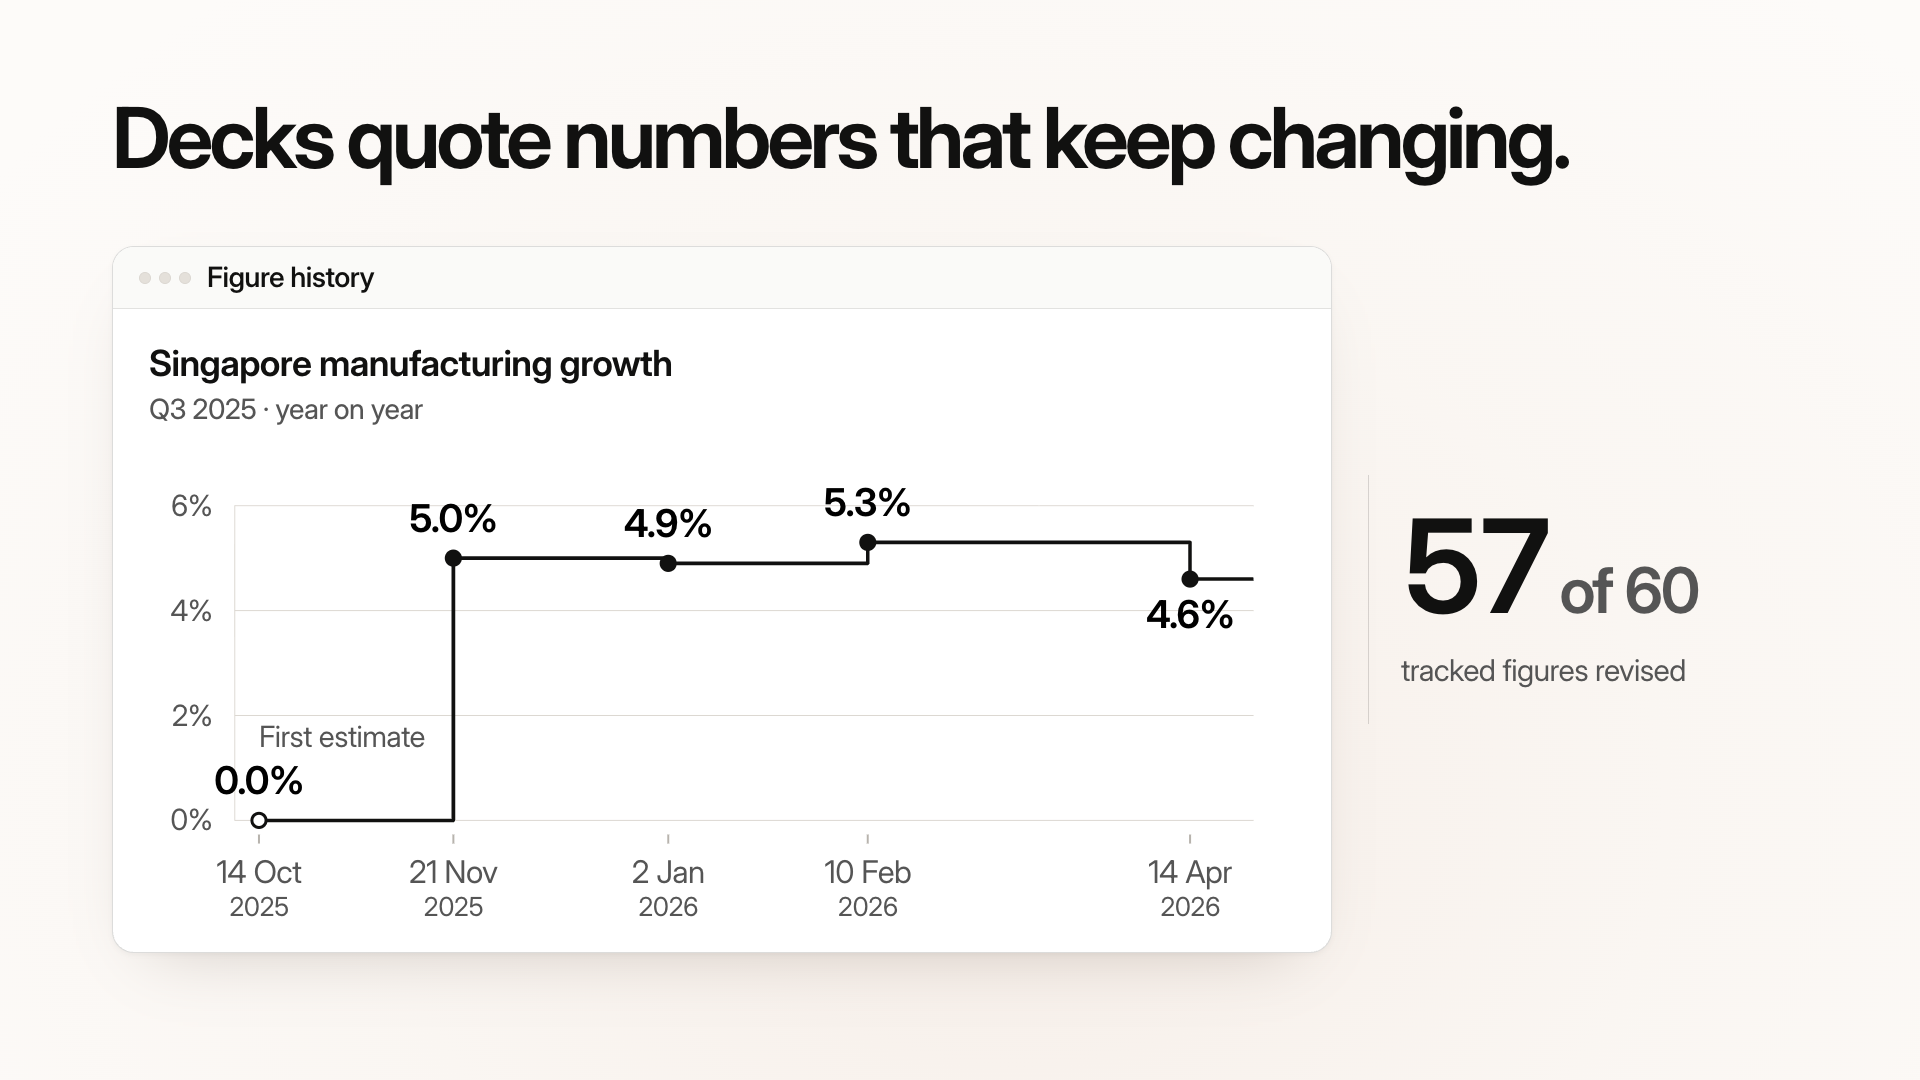 Decks quote numbers that keep changing.
Figure history
Singapore manufacturing growth
Q3 2025 · year on year
6%
4%
2%
0%
5.0%
4.9%
5.3%
4.6%
First estimate
0.0%
14 Oct
2025
21 Nov
2025
2 Jan
2026
10 Feb
2026
14 Apr
2026
57 of 60
tracked figures revised